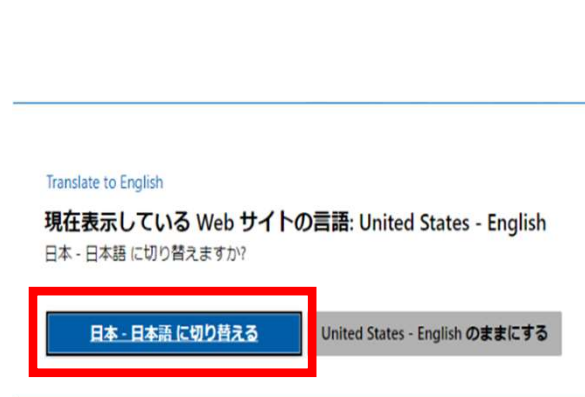 Translate to English
現在表示している Web サイトの言語: United States - English
日本 - 日本語 に切り替えますか?
日本 - 日本語 に切り替える
United States - English のままにする